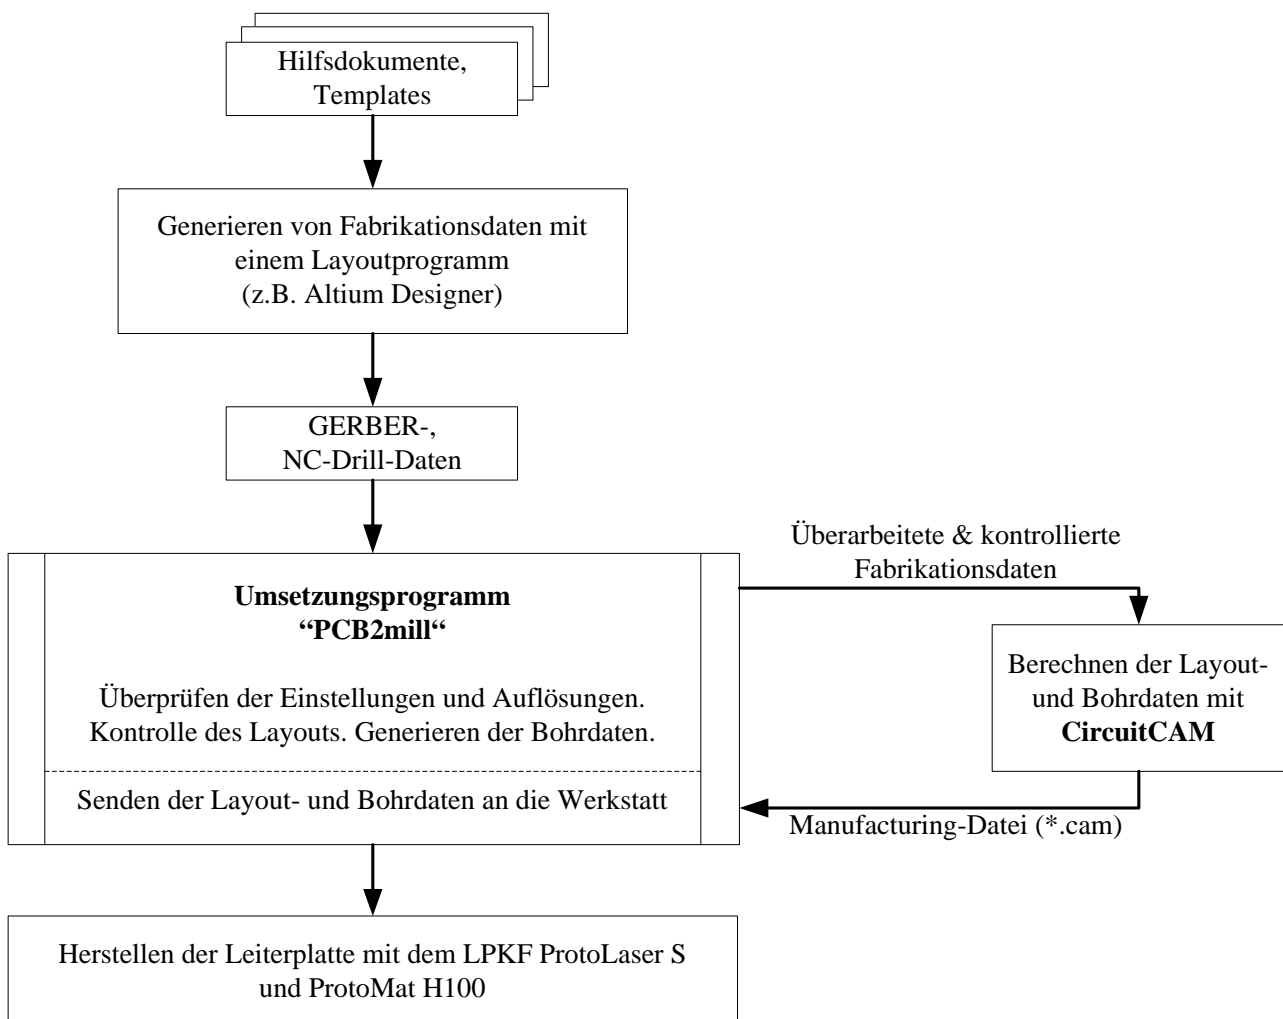 Hilfsdokumente,
Templates
Generieren von Fabrikationsdaten mit
einem Layoutprogramm
(z.B. Altium Designer)
GERBER-,
NC-Drill-Daten
Umsetzungsprogramm
“PCB2mill“
Überprüfen der Einstellungen und Auflösungen.
Kontrolle des Layouts. Generieren der Bohrdaten.
Senden der Layout- und Bohrdaten an die Werkstatt
Überarbeitete & kontrollierte
Fabrikationsdaten
Berechnen der Layout-
und Bohrdaten mit
CircuitCAM
Manufacturing-Datei (*.cam)
Herstellen der Leiterplatte mit dem LPKF ProtoLaser S
und ProtoMat H100